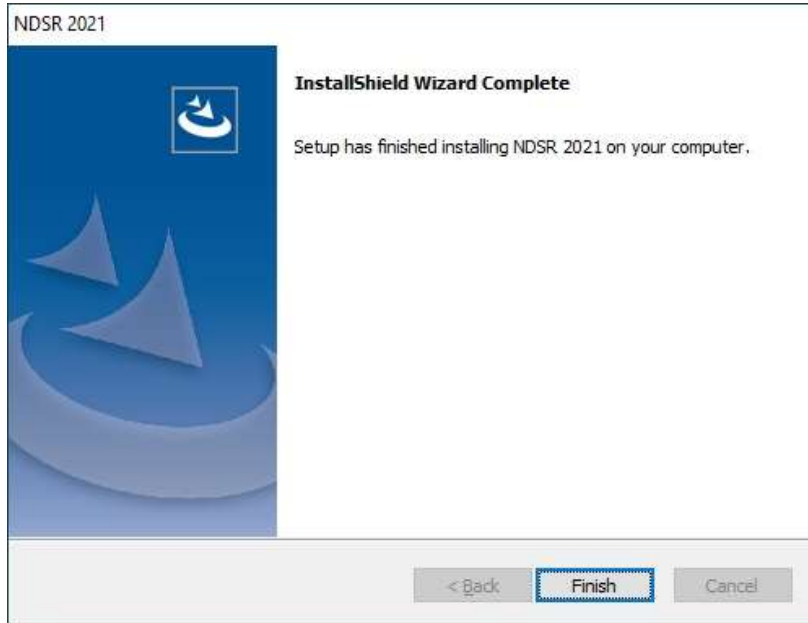 NDSR 2021
InstallShield Wizard Complete
Setup has finished installing NDSR 2021 on your computer.
< Back
Finish
Cancel